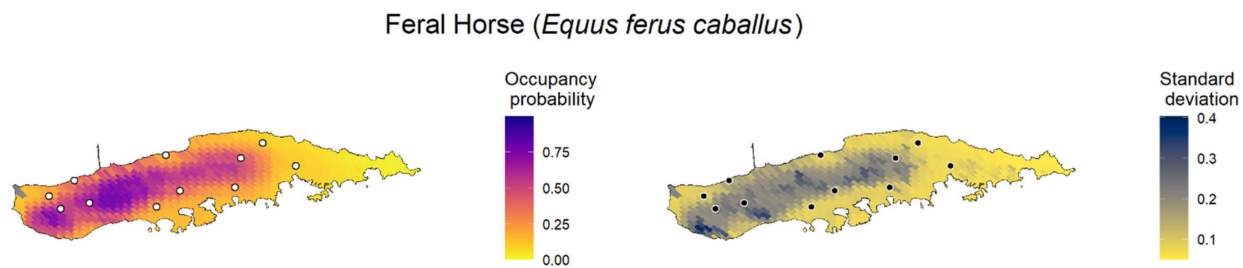 Feral Horse (Equus ferus caballus)
Occupancy
probability
0.75
0.50
0.25
0.00
Standard
deviation
0.4
0.3
0.2
0.1